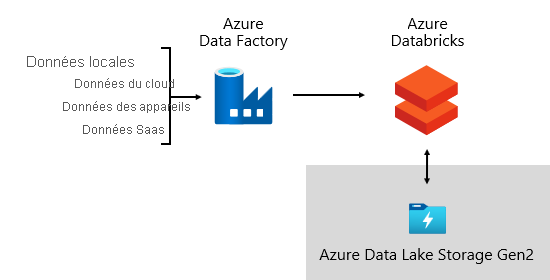 Azure
Data Factory
Azure
Databricks
Données locales
Données du cloud
Données des appareils
Données Saas
Azure Data Lake Storage Gen2